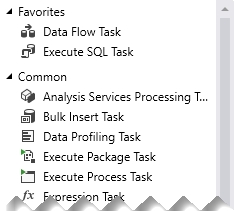 Favorites
Data Flow Task
Execute SQL Task
Common
Analysis Services Processing T...
Bulk Insert Task
Data Profiling Task
Execute Package Task
Execute Process Task
fx Expression Task